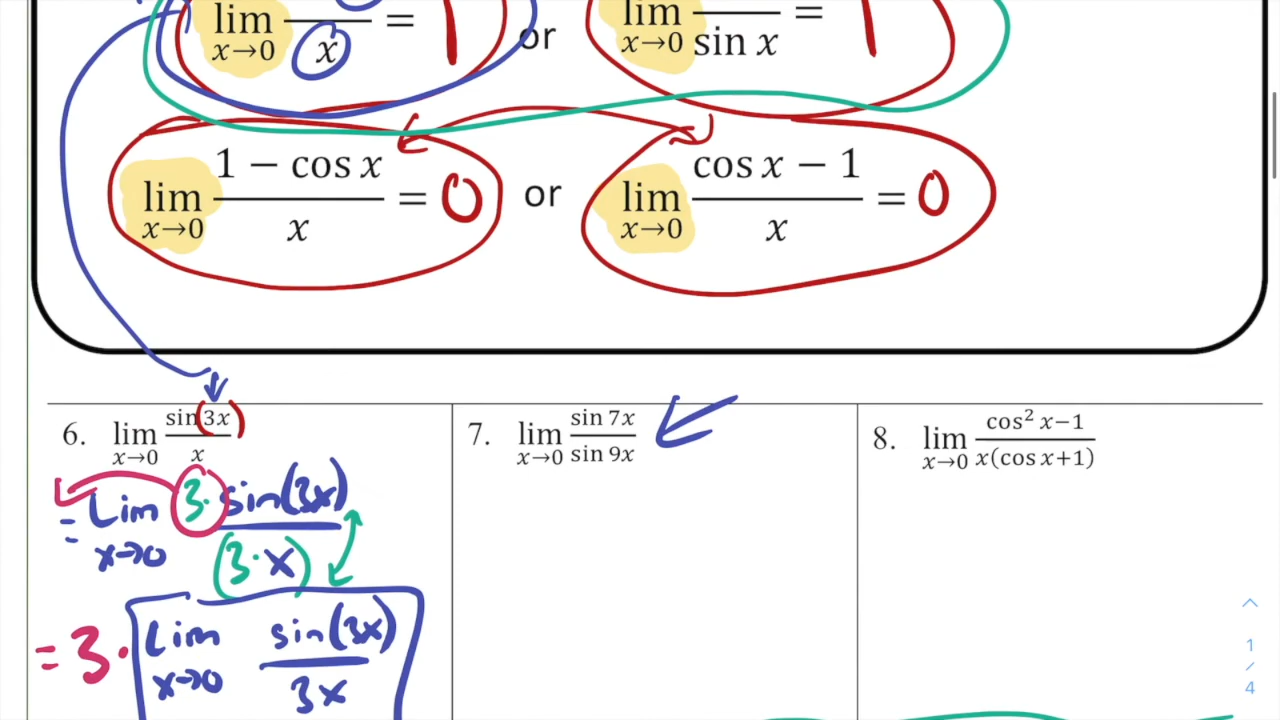 lim x→0 x = 1 or lim x→0 sin x = 1
lim x→0 1 − cos x / x = 0 or lim x→0 cos x − 1 / x = 0
6. lim x→0 sin(3x) / x
7. lim x→0 sin 7x / sin 9x
8. lim x→0 cos² x−1 / x(cos x+1)
= Lim x→0 3· sin(3x) / (3·x)
= 3· Lim x→0 sin(3x) / 3x
1
/
4